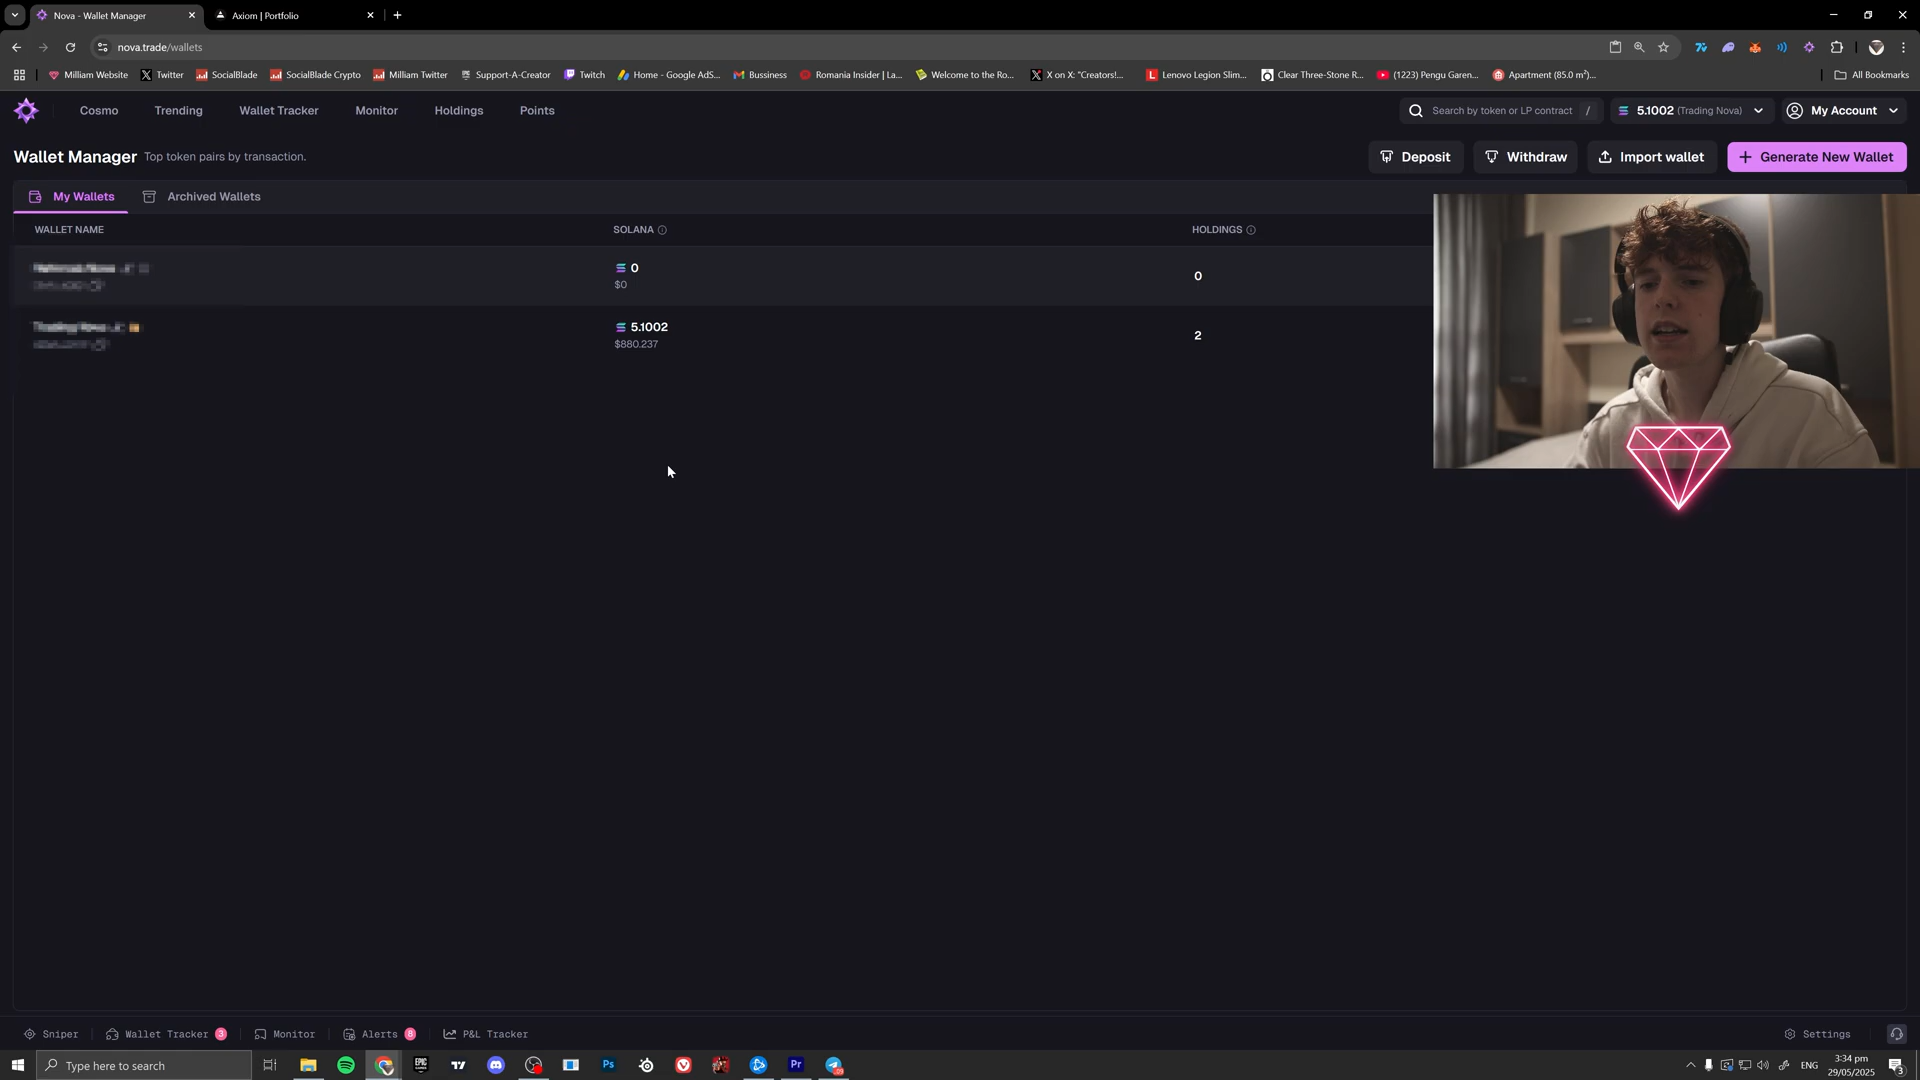 Nova - Wallet Manager
Axiom | Portfolio
nova.trade/wallets
Milliam Website
Twitter
SocialBlade
SocialBlade Crypto
Milliam Twitter
Support-A-Creator
Twitch
Home - Google AdS...
Bussiness
Romania Insider | La...
Welcome to the Ro...
X on X: "Creators!...
Lenovo Legion Slim...
Clear Three-Stone R...
(1223) Pengu Garen...
Apartment (85.0 m²)...
All Bookmarks
Cosmo
Trending
Wallet Tracker
Monitor
Holdings
Points
Search by token or LP contract /
5.1002 (Trading Nova)
My Account
Wallet Manager
Top token pairs by transaction.
Deposit
Withdraw
Import wallet
+ Generate New Wallet
My Wallets
Archived Wallets
WALLET NAME
SOLANA
HOLDINGS
0
$0
0
5.1002
$880.237
2
Sniper
Wallet Tracker 3
Monitor
Alerts 8
P&L Tracker
Settings
Type here to search
ENG
3:34 pm
29/05/2025